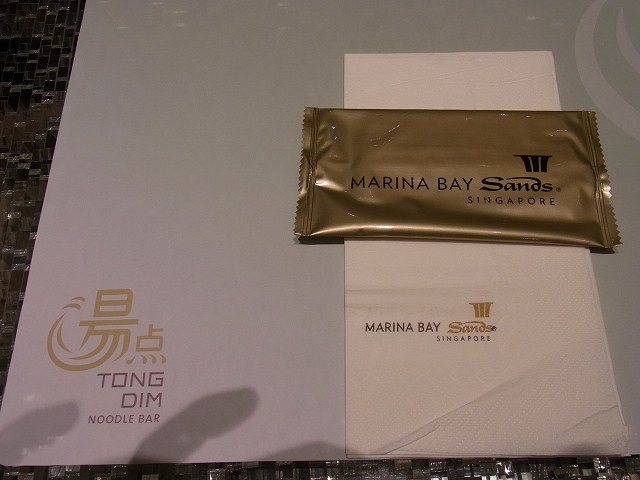 MARINA BAY Sands®
SINGAPORE
MARINA BAY Sands®
SINGAPORE
湯点
TONG
DIM
NOODLE BAR